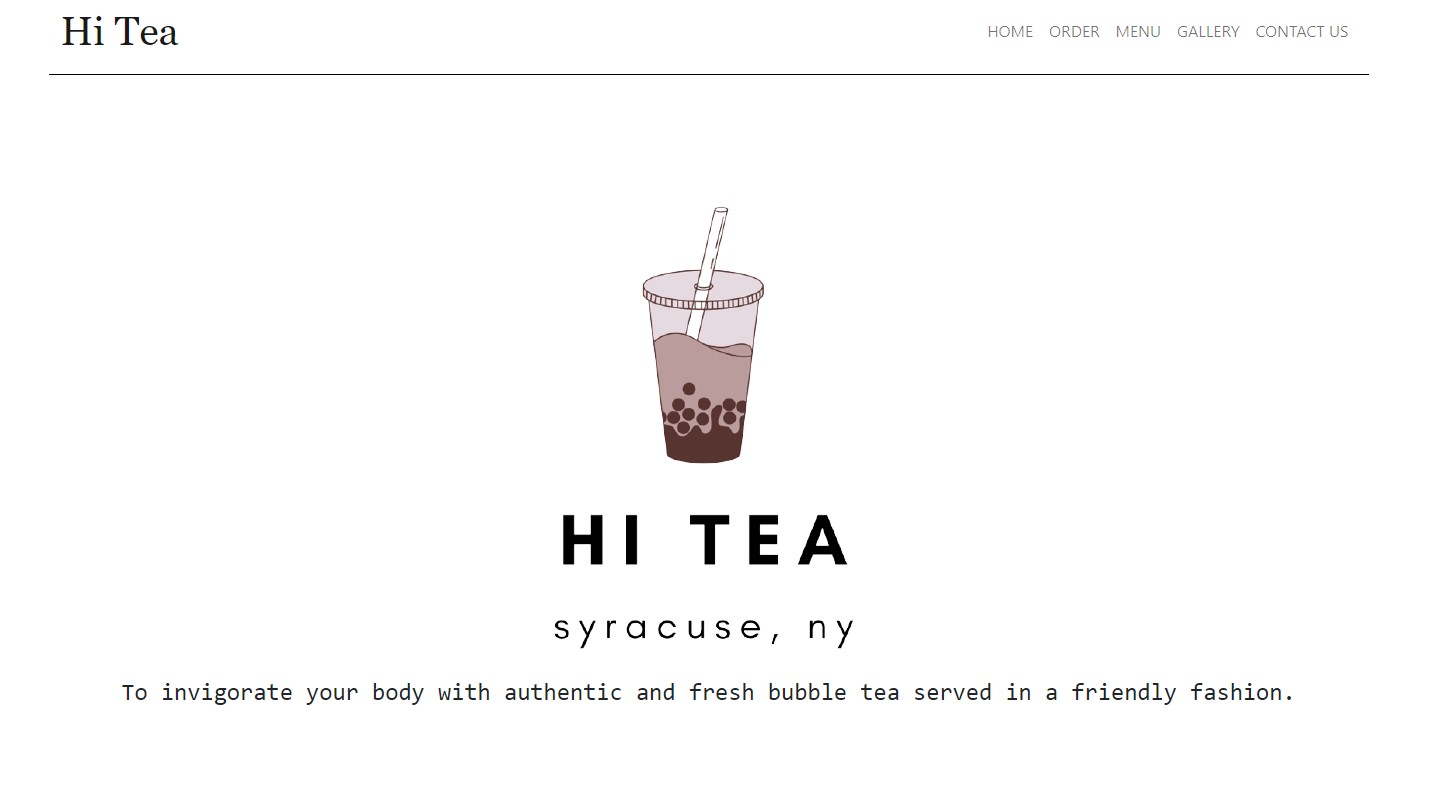 Hi Tea
HOME ORDER MENU GALLERY CONTACT US
HI TEA
syracuse, ny
To invigorate your body with authentic and fresh bubble tea served in a friendly fashion.